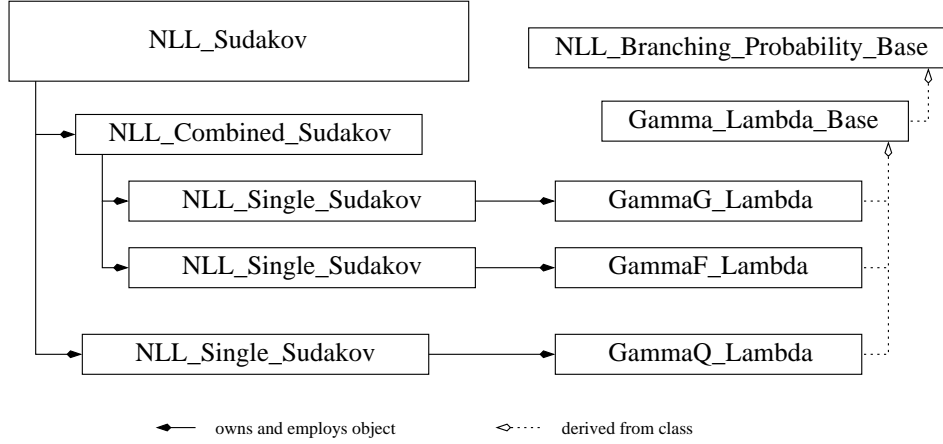 NLL_Sudakov
NLL_Branching_Probability_Base
Gamma_Lambda_Base
NLL_Combined_Sudakov
NLL_Single_Sudakov
GammaG_Lambda
NLL_Single_Sudakov
GammaF_Lambda
NLL_Single_Sudakov
GammaQ_Lambda
owns and employs object
derived from class